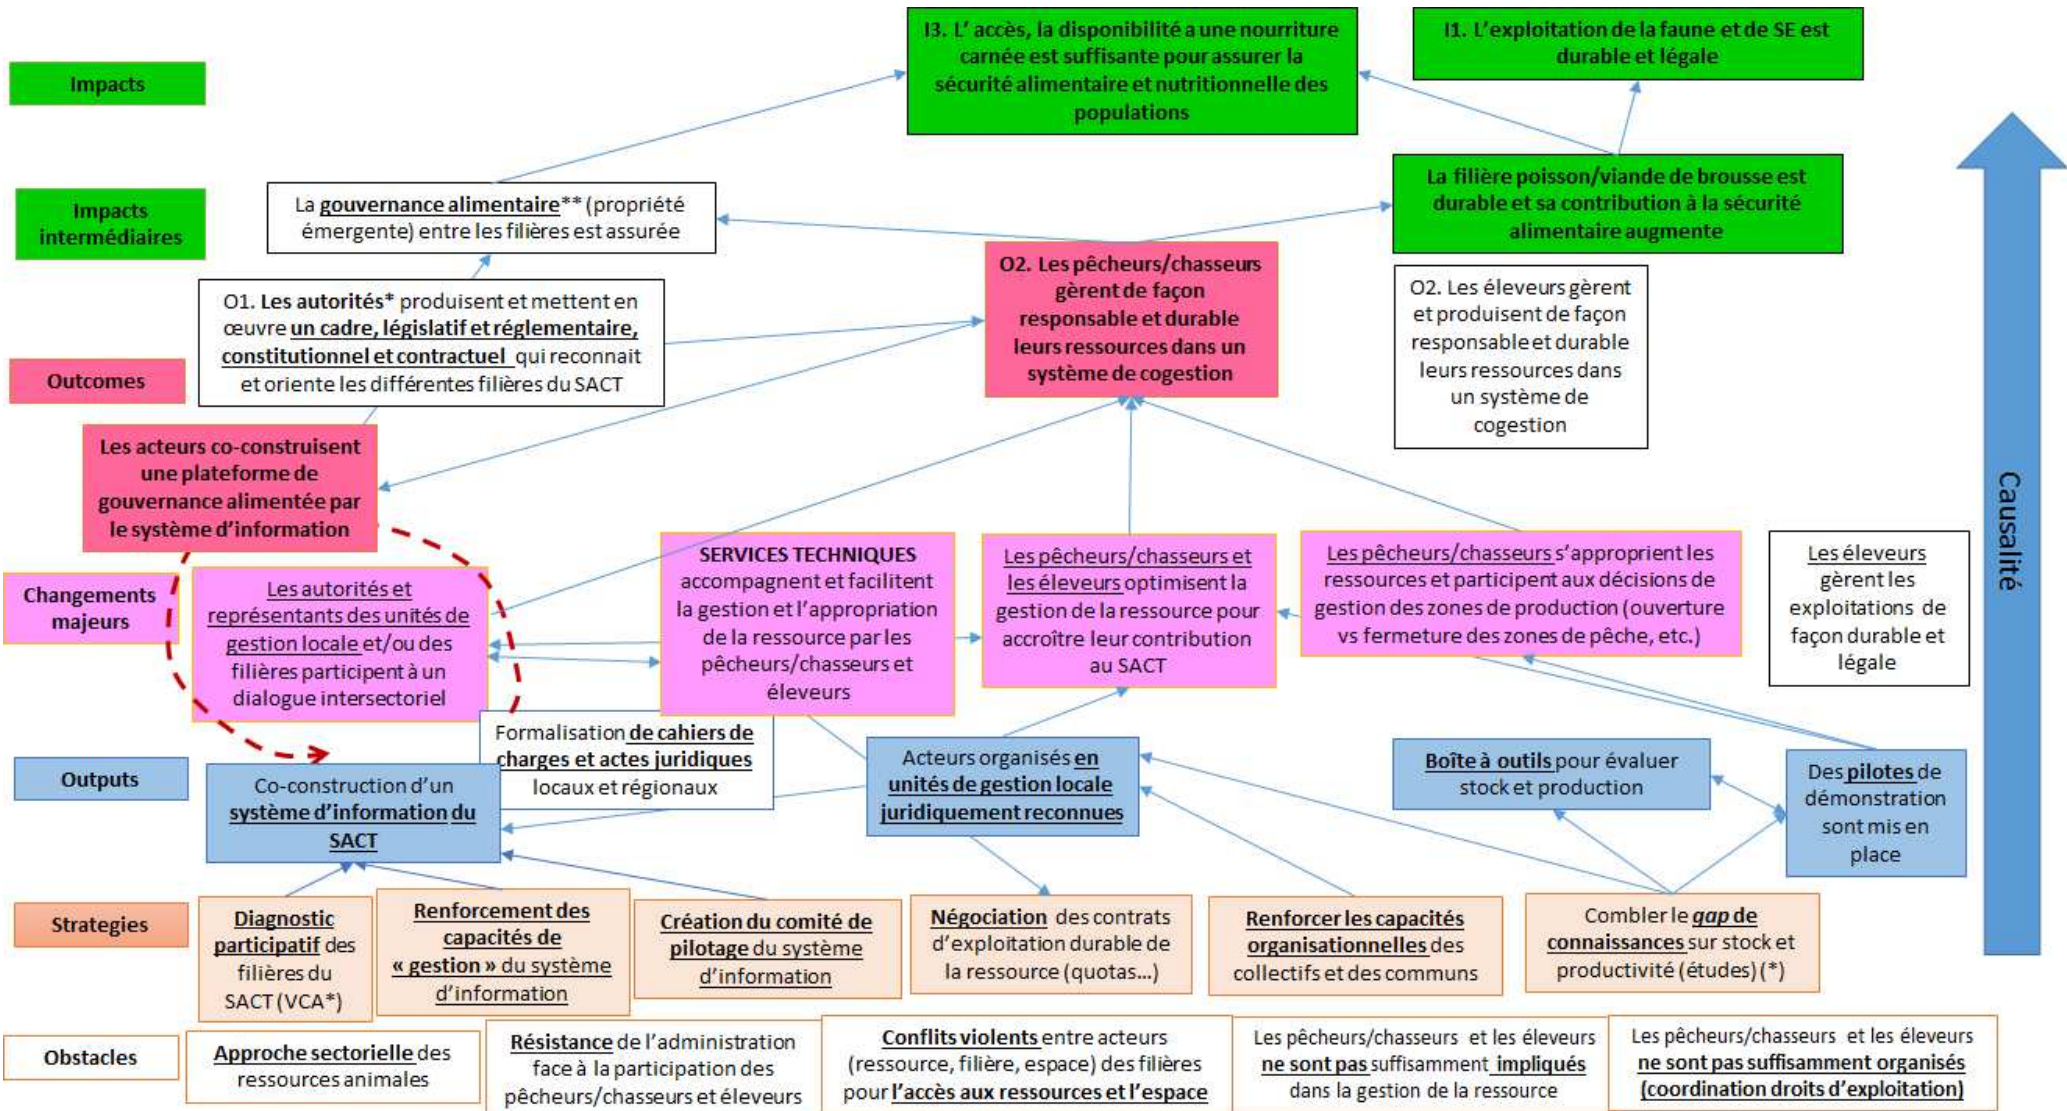 I3. L’ accès, la disponibilité a une nourriture
carnée est suffisante pour assurer la
sécurité alimentaire et nutritionnelle des
populations
I1. L’exploitation de la faune et de SE est
durable et légale
Impacts
Impacts
intermédiaires
La gouvernance alimentaire** (propriété
émergente) entre les filières est assurée
La filière poisson/viande de brousse est
durable et sa contribution à la sécurité
alimentaire augmente
Outcomes
O1. Les autorités* produisent et mettent en
œuvre un cadre, législatif et réglementaire,
constitutionnel et contractuel qui reconnait
et oriente les différentes filières du SACT
O2. Les pêcheurs/chasseurs
gèrent de façon
responsable et durable
leurs ressources dans un
système de cogestion
O2. Les éleveurs gèrent
et produisent de façon
responsable et durable
leurs ressources dans
un système de
cogestion
Les acteurs co-construisent
une plateforme de
gouvernance alimentée par
le système d’information
Causalité
Changements
majeurs
Les autorités et
représentants des unités de
gestion locale et/ou des
filières participent à un
dialogue intersectoriel
SERVICES TECHNIQUES
accompagnent et facilitent
la gestion et l’appropriation
de la ressource par les
pêcheurs/chasseurs et
éleveurs
Les pêcheurs/chasseurs et
les éleveurs optimisent la
gestion de la ressource pour
accroître leur contribution
au SACT
Les pêcheurs/chasseurs s’approprient les
ressources et participent aux décisions de
gestion des zones de production (ouverture
vs fermeture des zones de pêche, etc.)
Les éleveurs
gèrent les
exploitations de
façon durable et
légale
Outputs
Co-construction d’un
système d’information du
SACT
Formalisation de cahiers de
charges et actes juridiques
locaux et régionaux
Acteurs organisés en
unités de gestion locale
juridiquement reconnues
Boîte à outils pour évaluer
stock et production
Des pilotes de
démonstration
sont mis en
place
Strategies
Diagnostic
participatif des
filières du
SACT (VCA*)
Renforcement des
capacités de
« gestion » du système
d’information
Création du comité de
pilotage du système
d’information
Négociation des contrats
d’exploitation durable de
la ressource (quotas…)
Renforcer les capacités
organisationnelles des
collectifs et des communs
Combler le gap de
connaissances sur stock et
productivité (études) (*)
Obstacles
Approche sectorielle des
ressources animales
Résistance de l’administration
face à la participation des
pêcheurs/chasseurs et éleveurs
Conflits violents entre acteurs
(ressource, filière, espace) des filières
pour l’accès aux ressources et l’espace
Les pêcheurs/chasseurs et les éleveurs
ne sont pas suffisamment impliqués
dans la gestion de la ressource
Les pêcheurs/chasseurs et les éleveurs
ne sont pas suffisamment organisés
(coordination droits d’exploitation)